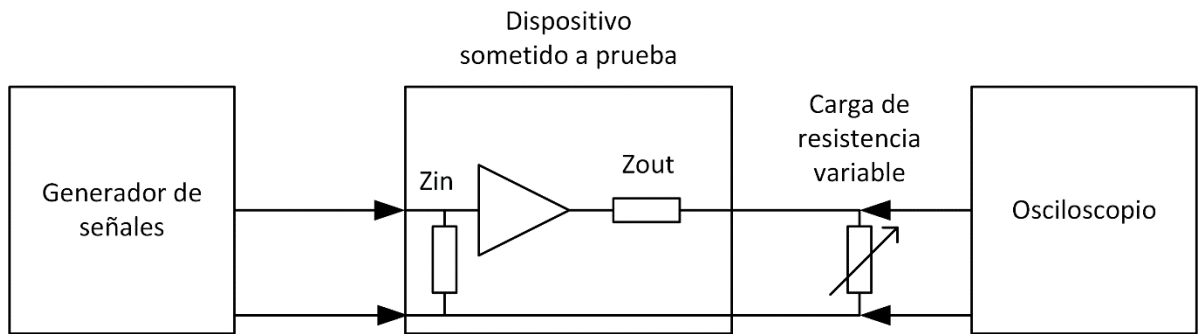 Dispositivo
sometido a prueba
Generador de
señales
Zin
Zout
Carga de
resistencia
variable
Osciloscopio